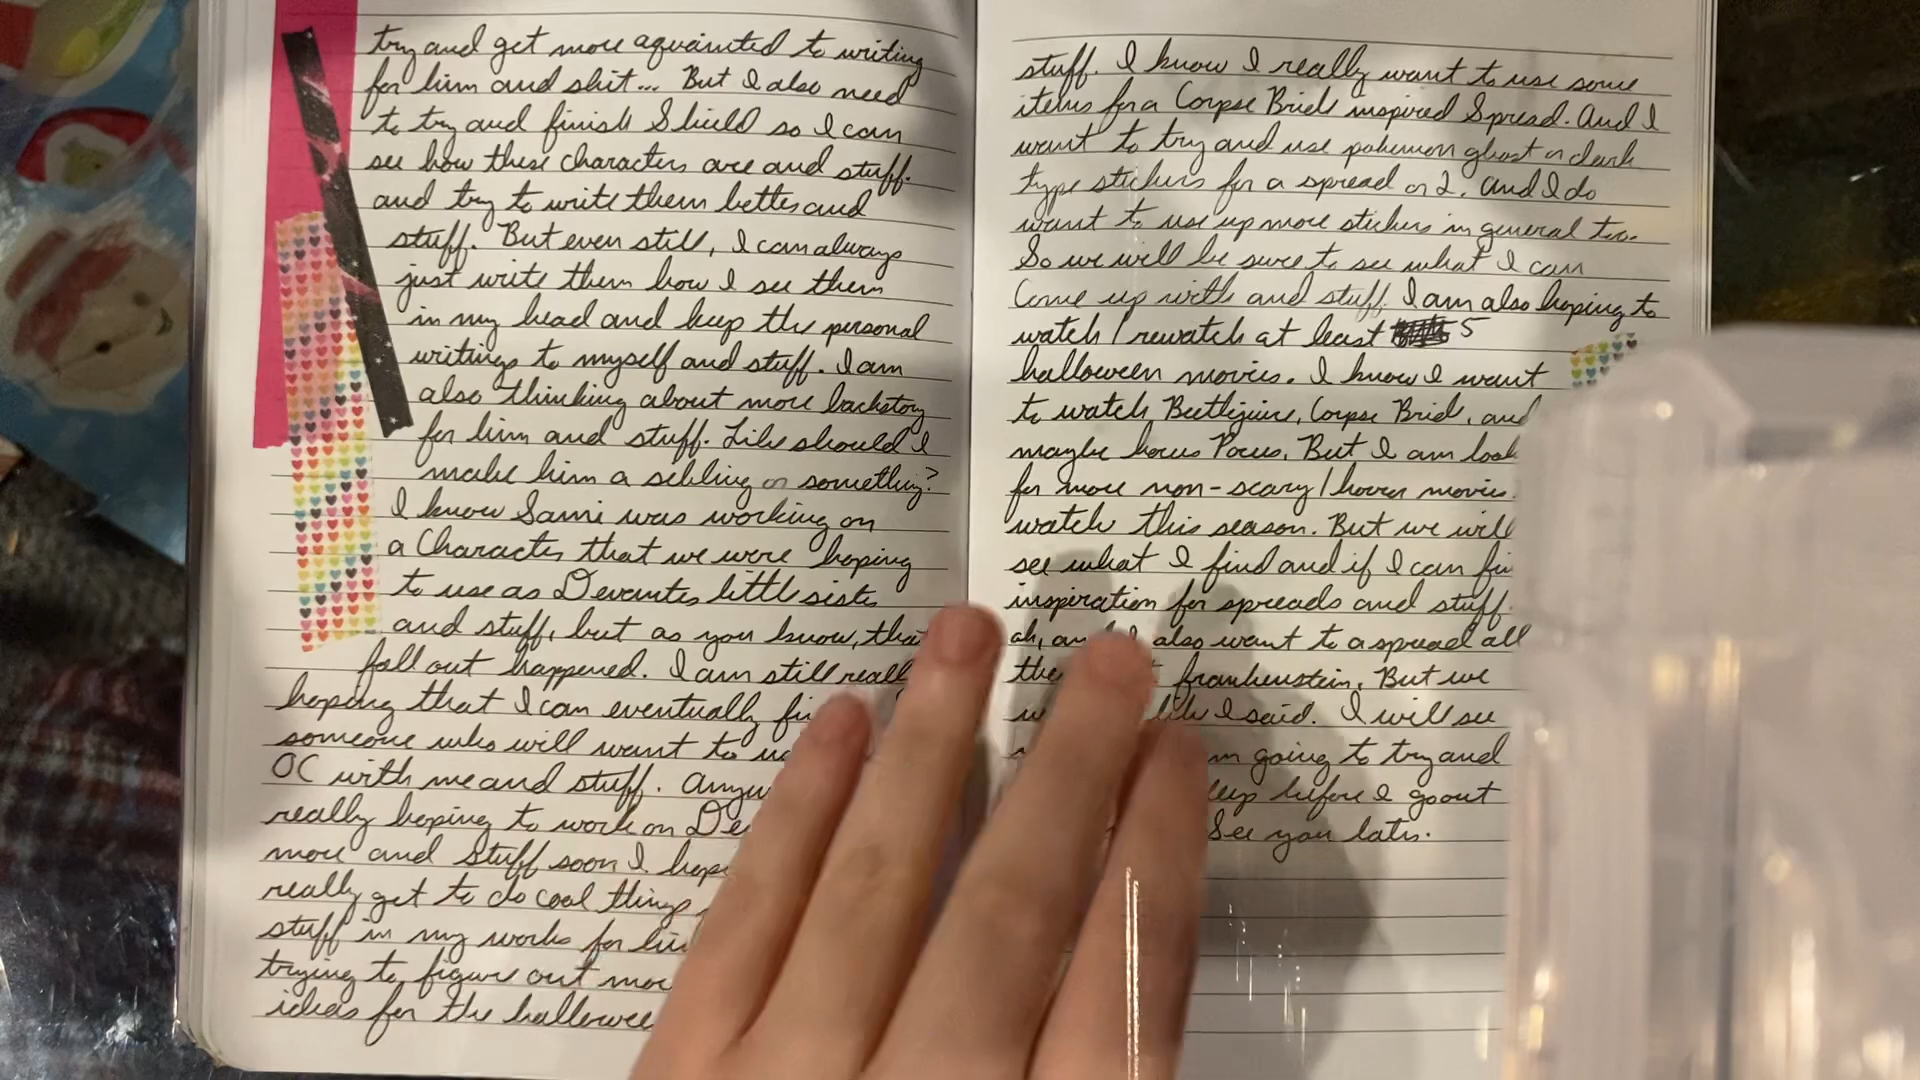 try and get more aquainted to writing
for him and shit... But I also need
to try and finish Shield so I can
see how these characters are and stuff.
and try to write them better and
stuff. But even still, I can always
just write them how I see them
in my head and keep the personal
writings to myself and stuff. I am
also thinking about more backstory
for him and stuff. Like should I
make him a sibling or something?
I know Sami was working on
a Character that we were hoping
to use as Devantes little sister
and stuff, but as you know, that
fall out happened. I am still
hoping that I can eventually
someone who will want to
OC with me and stuff.
really hoping to work on
more and stuff soon I
really get to do cool things
stuff in my works for
trying to figure out
ideas for the
stuff. I know I really want to use some
items for a Corpse Bride inspired Spread. And I
want to try and use pokemon ghost or dark
type stickers for a spread or 2. And I do
want to use up more stickers in general too.
So we will be sure to see what I can
Come up with and stuff. I am also hoping to
watch / rewatch at least 5
halloween movies. I know I want
to watch Beetlejuice, Corpse Bride, and
maybe hocus Pocus. But I am
for more non-scary / horror movies
watch this season. But we will
see what I find and if I can
inspiration for spreads and stuff.
also want to a spread all
frankenstein. But we
like I said. I will see
going to try and
before I go out
See you later.